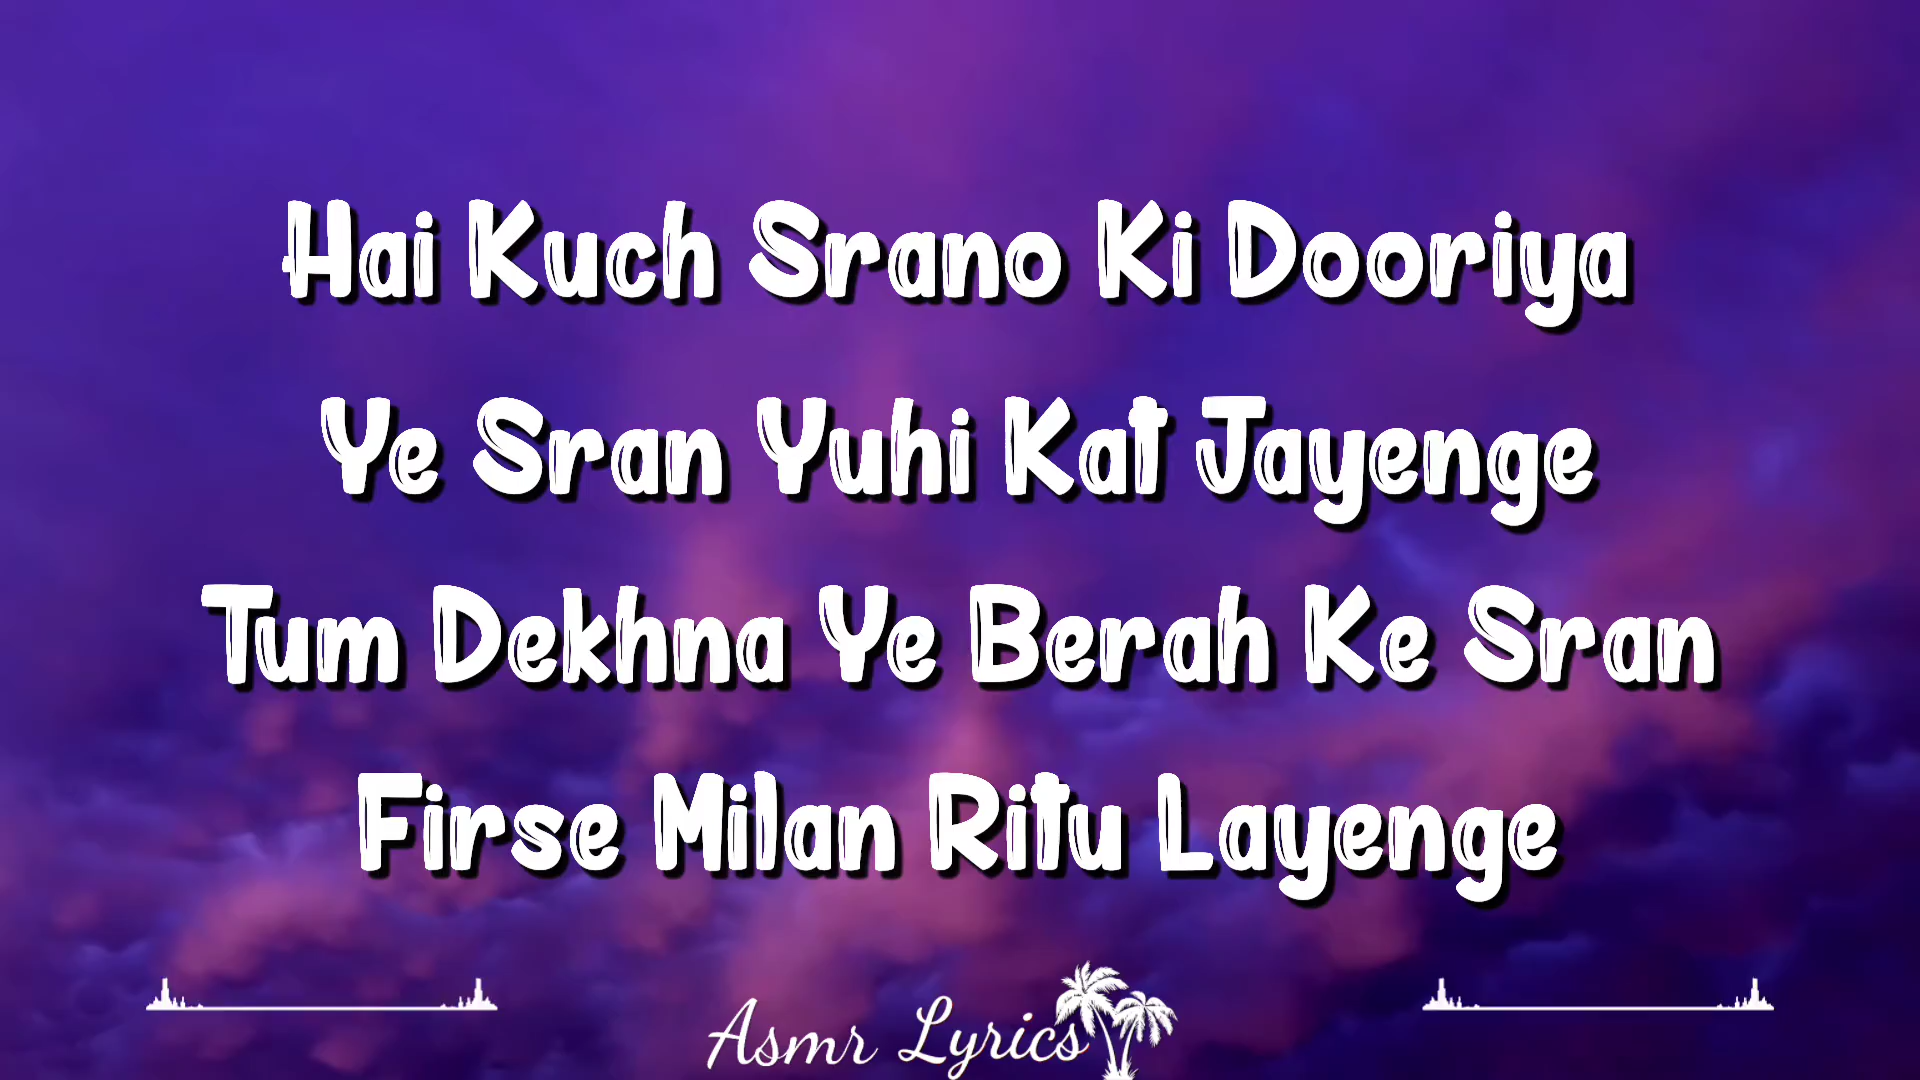 Hai Kuch Srano Ki Dooriya
Ye Sran Yuhi Kat Jayenge
Tum Dekhna Ye Berah Ke Sran
Firse Milan Ritu Layenge
Asmr Lyrics